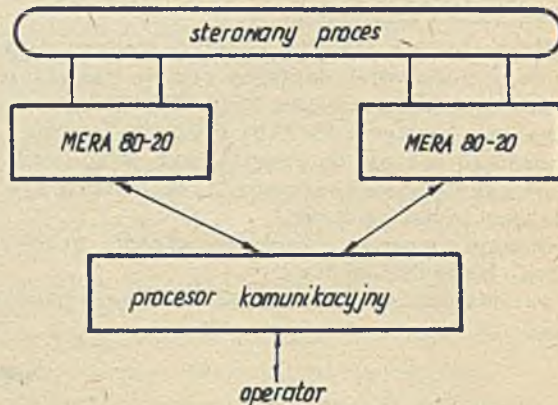 sterowany proces
MERA 80-20
MERA 80-20
procesor komunikacyjny
operator